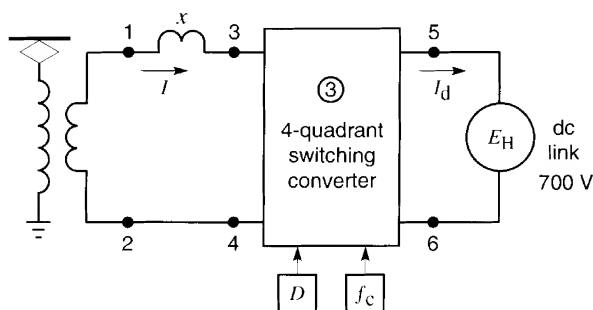 x
1
3
5
I
③
I_d
4-quadrant
switching
converter
E_H
dc
link
700 V
2
4
6
D
f_c